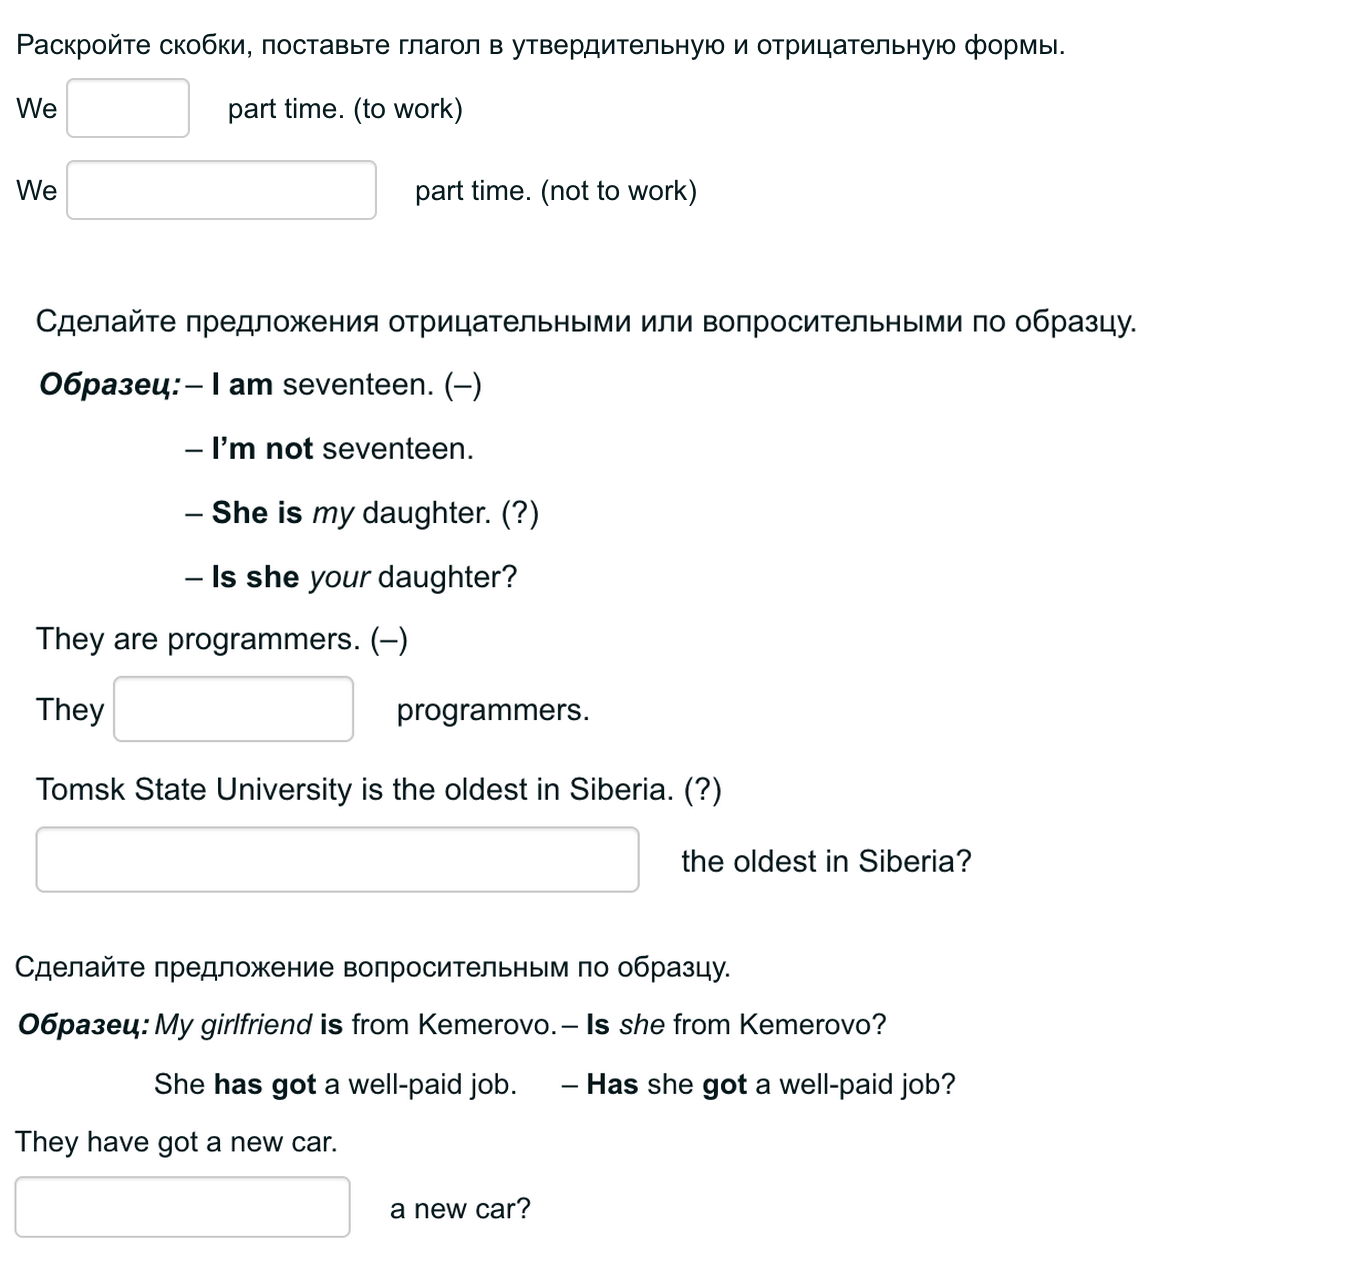 Раскройте скобки, поставьте глагол в утвердительную и отрицательную формы.
We part time. (to work)
We part time. (not to work)
Сделайте предложения отрицательными или вопросительными по образцу.
Образец: – I am seventeen. (–)
– I’m not seventeen.
– She is my daughter. (?)
– Is she your daughter?
They are programmers. (–)
They programmers.
Tomsk State University is the oldest in Siberia. (?)
the oldest in Siberia?
Сделайте предложение вопросительным по образцу.
Образец: My girlfriend is from Kemerovo. – Is she from Kemerovo?
She has got a well-paid job. – Has she got a well-paid job?
They have got a new car.
a new car?